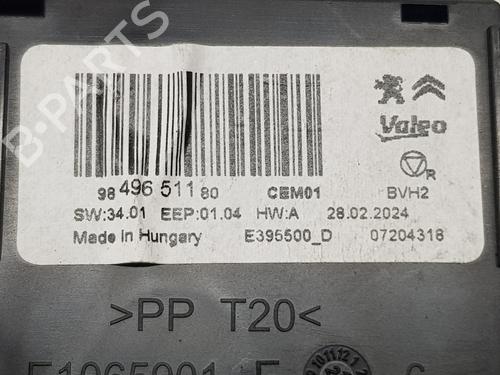 B-PARTS
Valeo
R
98 496 511 80 CEM01 BVH2
SW:34.01 EEP:01.04 HW:A 28.02.2024
Made in Hungary E395500_D 07204318
>PP T20<